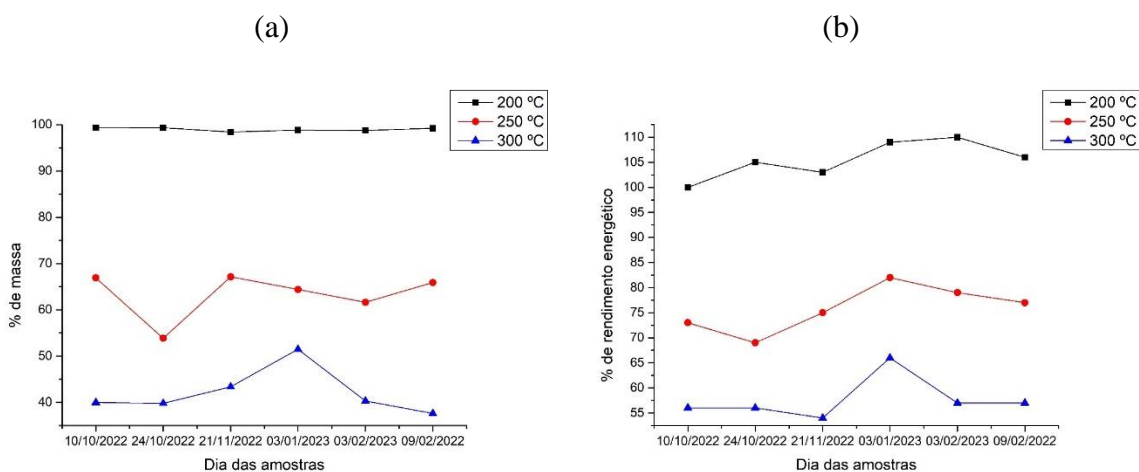 (a)
(b)
200 ºC
250 ºC
300 ºC
100
90
80
70
60
50
40
% de massa
10/10/2022 24/10/2022 21/11/2022 03/01/2023 03/02/2023 09/02/2022
Dia das amostras
200 ºC
250 ºC
300 ºC
110
105
100
95
90
85
80
75
70
65
60
55
% de rendimento energético
10/10/2022 24/10/2022 21/11/2022 03/01/2023 03/02/2023 09/02/2022
Dia das amostras